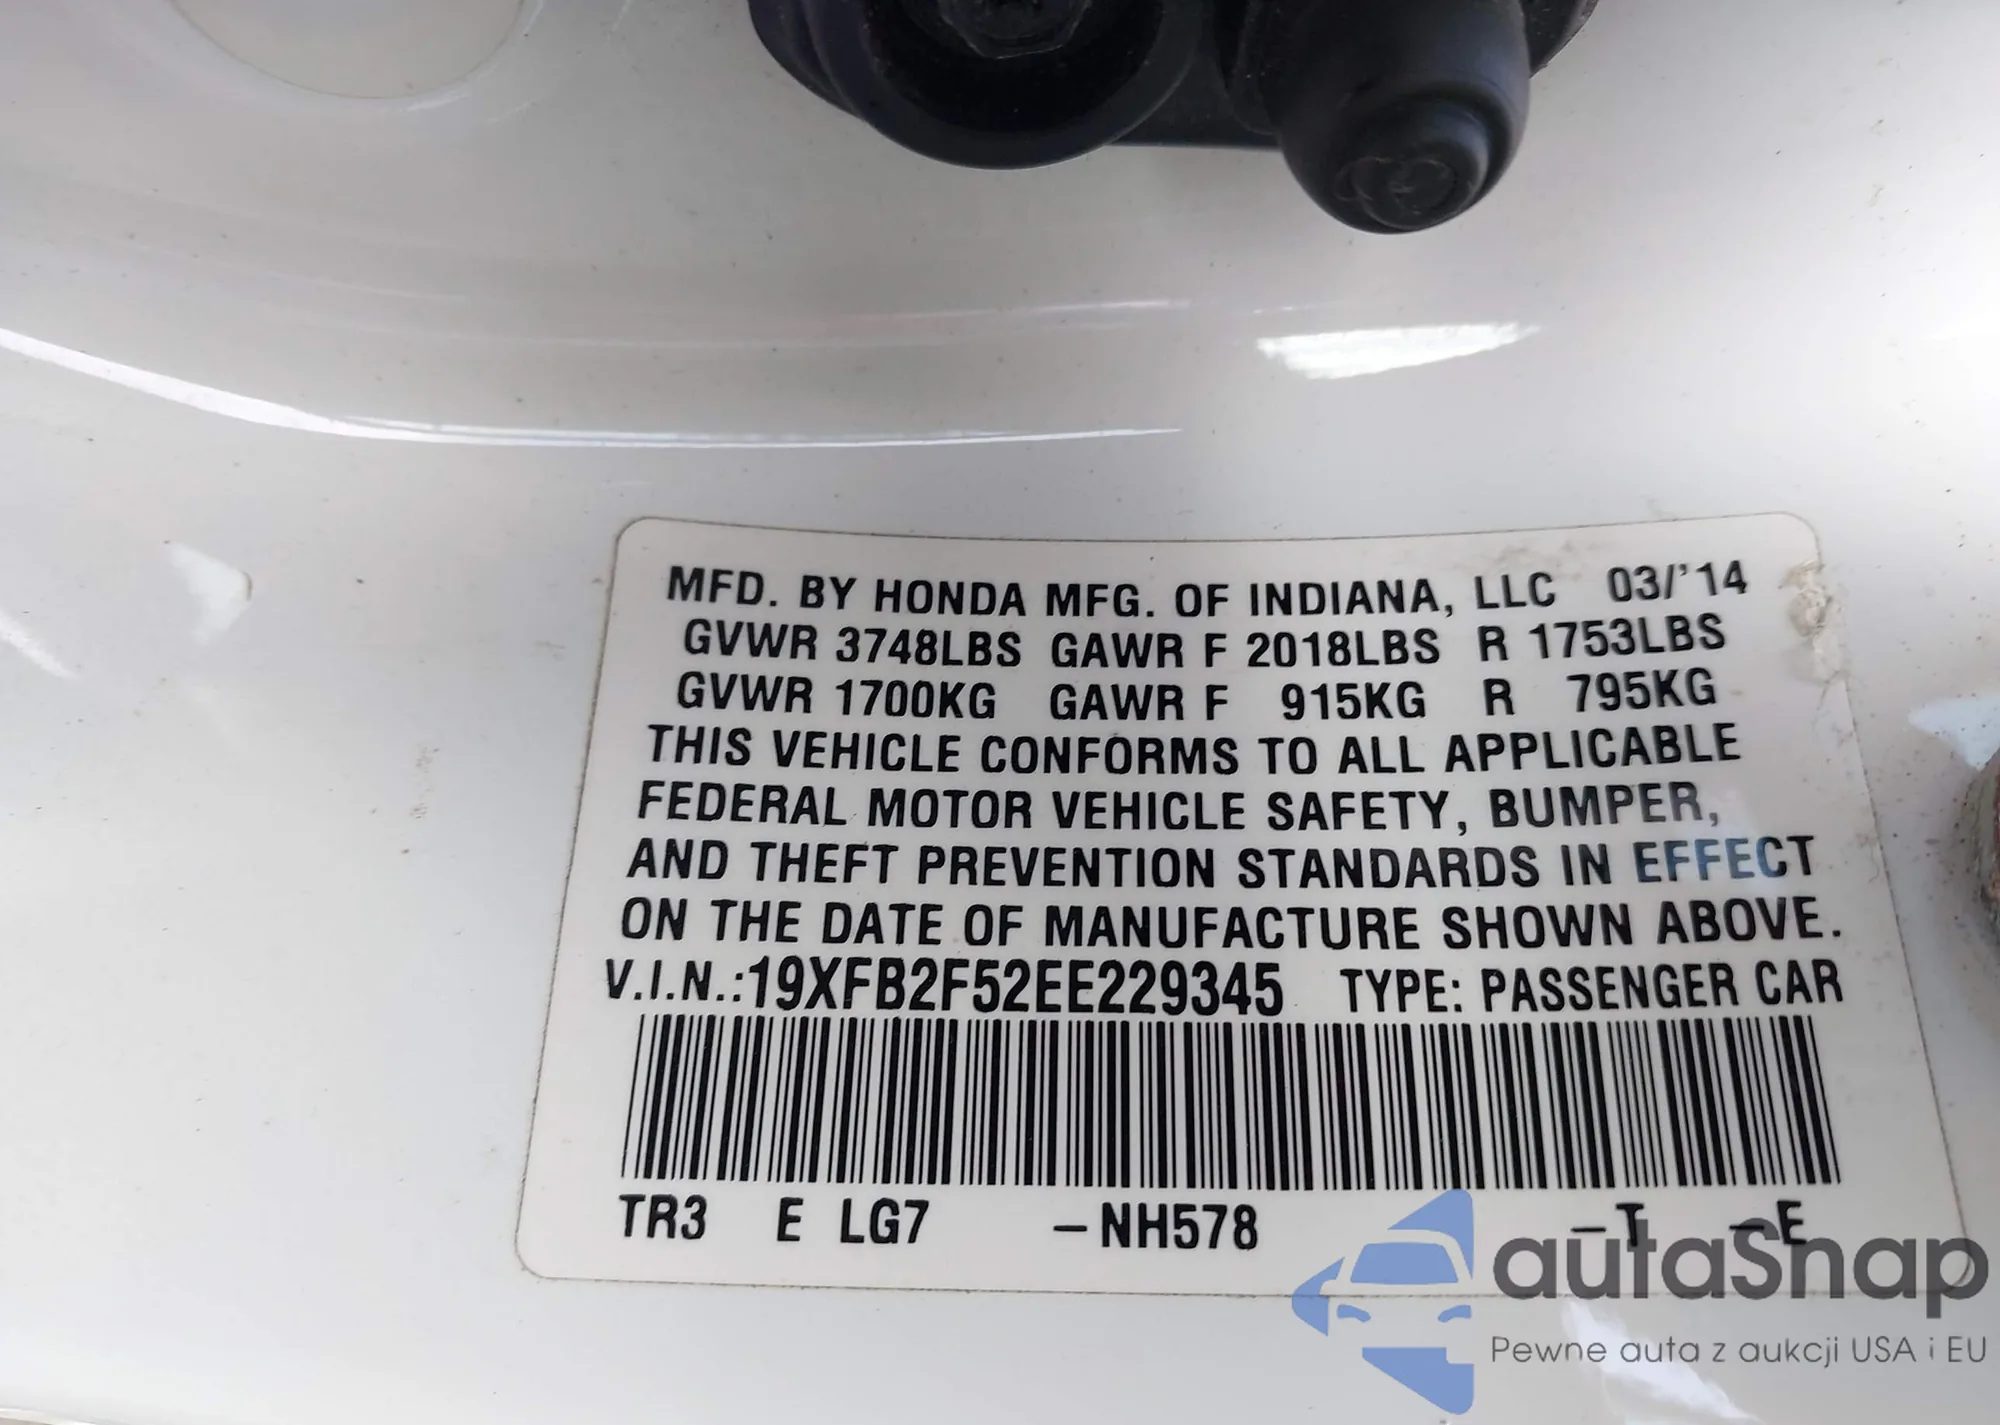 MFD. BY HONDA MFG. OF INDIANA, LLC 03/'14
GVWR 3748LBS GAWR F 2018LBS R 1753LBS
GVWR 1700KG GAWR F 915KG R 795KG
THIS VEHICLE CONFORMS TO ALL APPLICABLE
FEDERAL MOTOR VEHICLE SAFETY, BUMPER,
AND THEFT PREVENTION STANDARDS IN EFFECT
ON THE DATE OF MANUFACTURE SHOWN ABOVE.
V.I.N.:19XFB2F52EE229345 TYPE: PASSENGER CAR
TR3 E LG7 –NH578 –T –E
autaSnap
Pewne auta z aukcji USA i EU